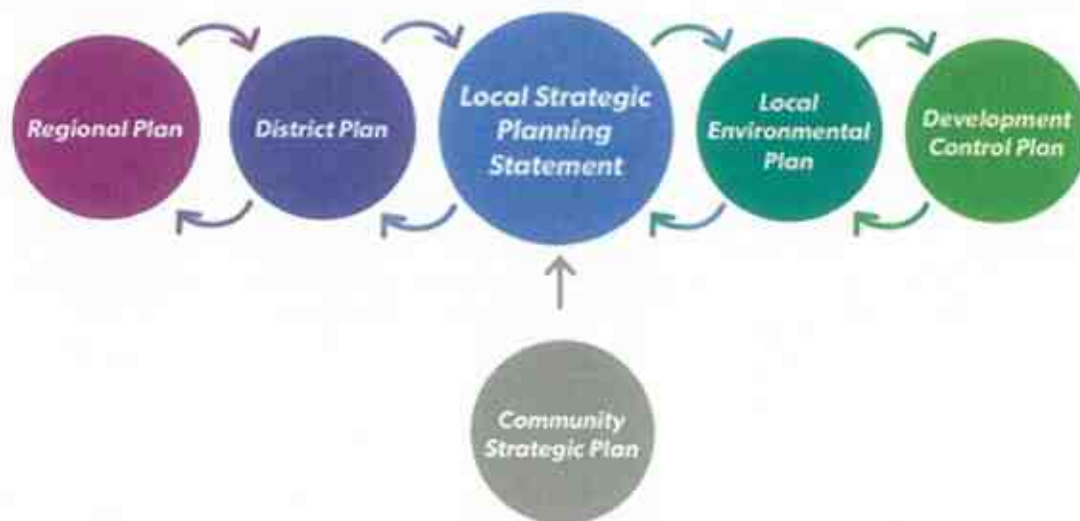 Regional Plan
District Plan
Local Strategic
Planning
Statement
Local
Environmental
Plan
Development
Control Plan
Community
Strategic Plan